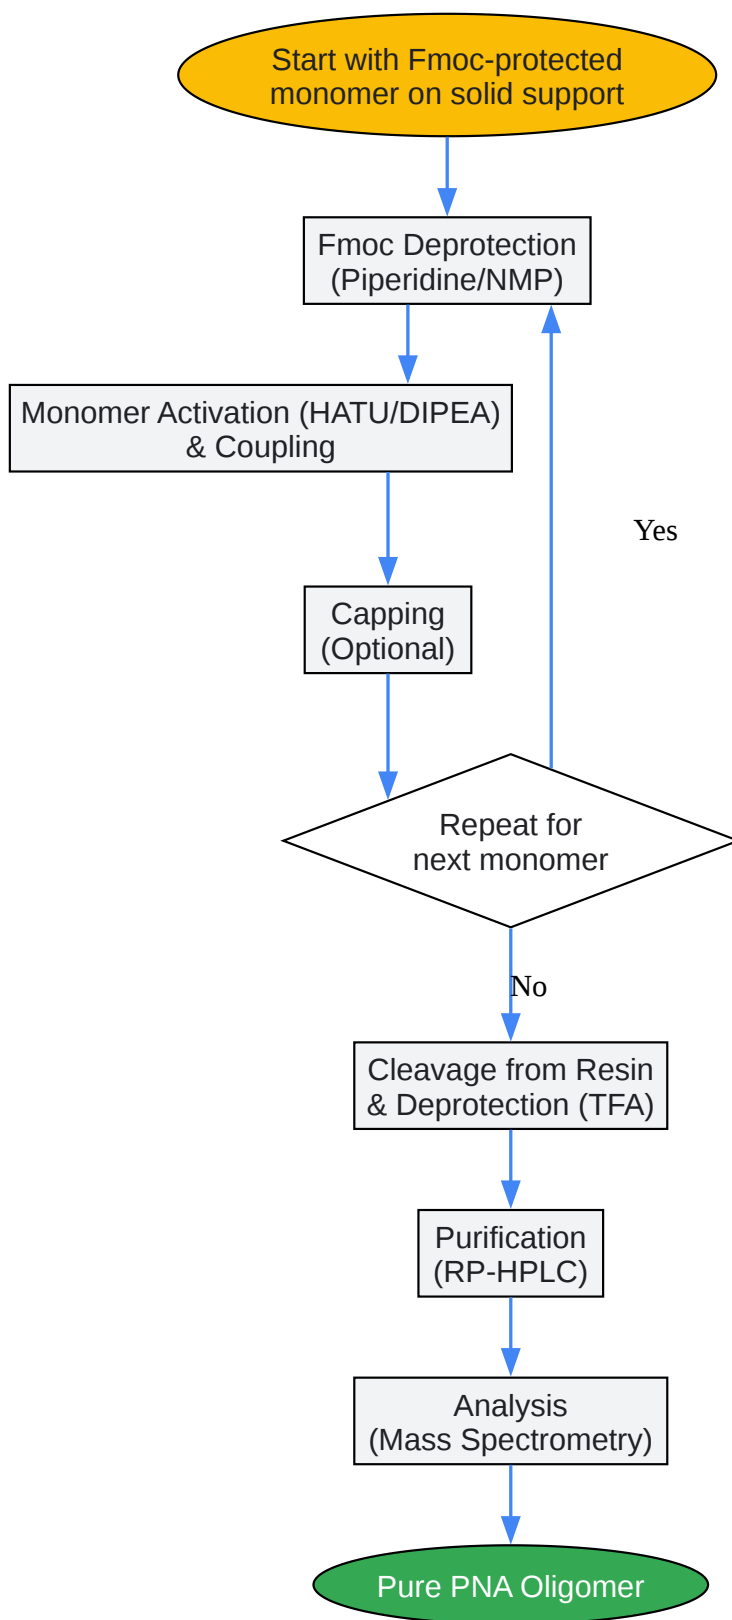 Start with Fmoc-protected
monomer on solid support
Fmoc Deprotection
(Piperidine/NMP)
Monomer Activation (HATU/DIPEA)
& Coupling
Yes
Capping
(Optional)
Repeat for
next monomer
No
Cleavage from Resin
& Deprotection (TFA)
Purification
(RP-HPLC)
Analysis
(Mass Spectrometry)
Pure PNA Oligomer